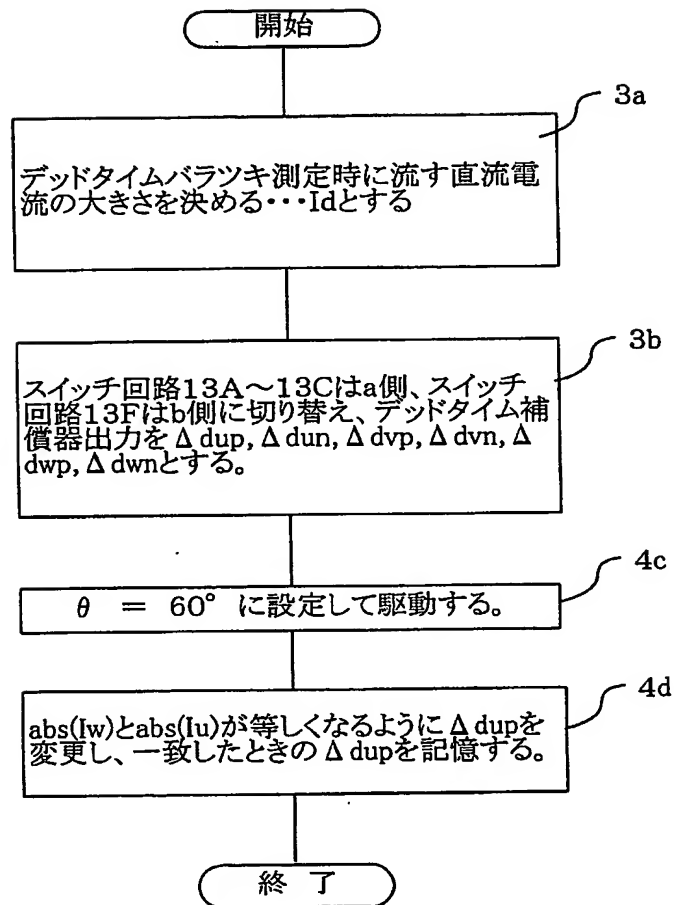 開始
3a
デッドタイムバラツキ測定時に流す直流電
流の大きさを決める・・・Idとする
3b
スイッチ回路13A～13Cはa側、スイッチ
回路13Fはb側に切り替え、デッドタイム補
償器出力をΔdup,Δdun,Δdvp,Δdvn,Δ
dwp,Δdwnとする。
4c
θ ＝ 60° に設定して駆動する。
4d
abs(Iw)とabs(Iu)が等しくなるようにΔdupを
変更し、一致したときのΔdupを記憶する。
終 了